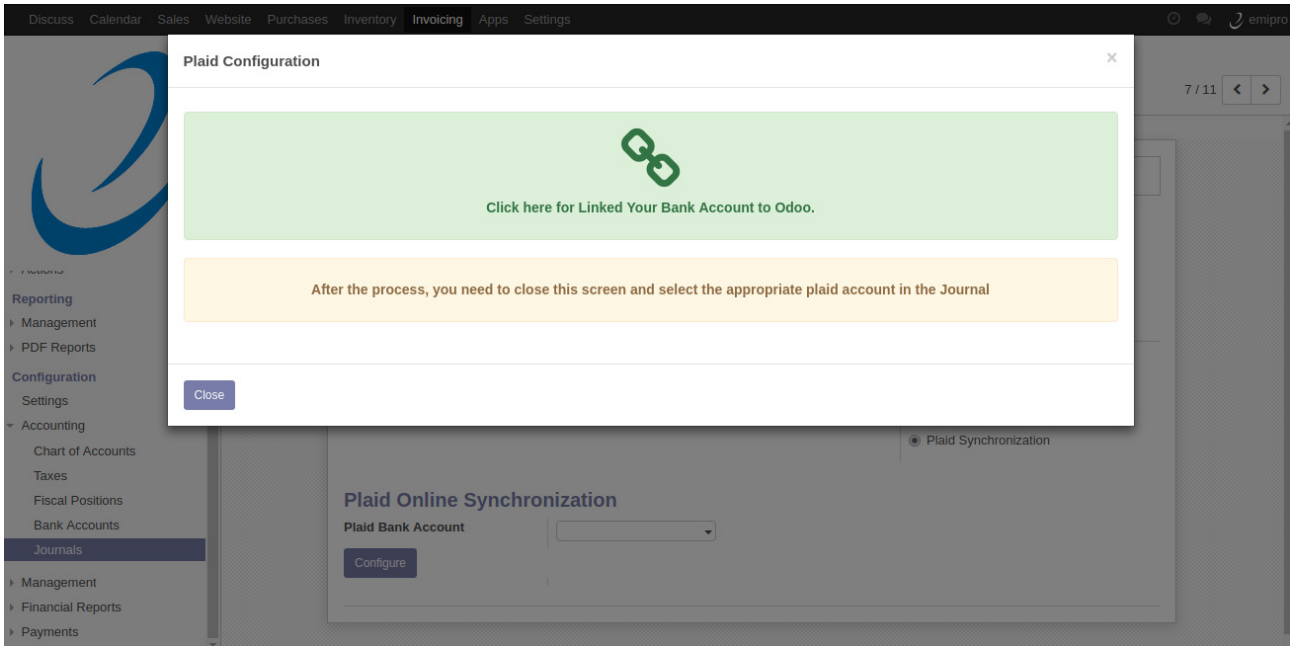 Discuss Calendar Sales Website Purchases Inventory Invoicing Apps Settings emipro
Plaid Configuration ×
7 / 11
Click here for Linked Your Bank Account to Odoo.
After the process, you need to close this screen and select the appropriate plaid account in the Journal
Close
Actions
Reporting
Management
PDF Reports
Configuration
Settings
Accounting
Chart of Accounts
Taxes
Fiscal Positions
Bank Accounts
Journals
Management
Financial Reports
Payments
Plaid Synchronization
Plaid Online Synchronization
Plaid Bank Account
Configure